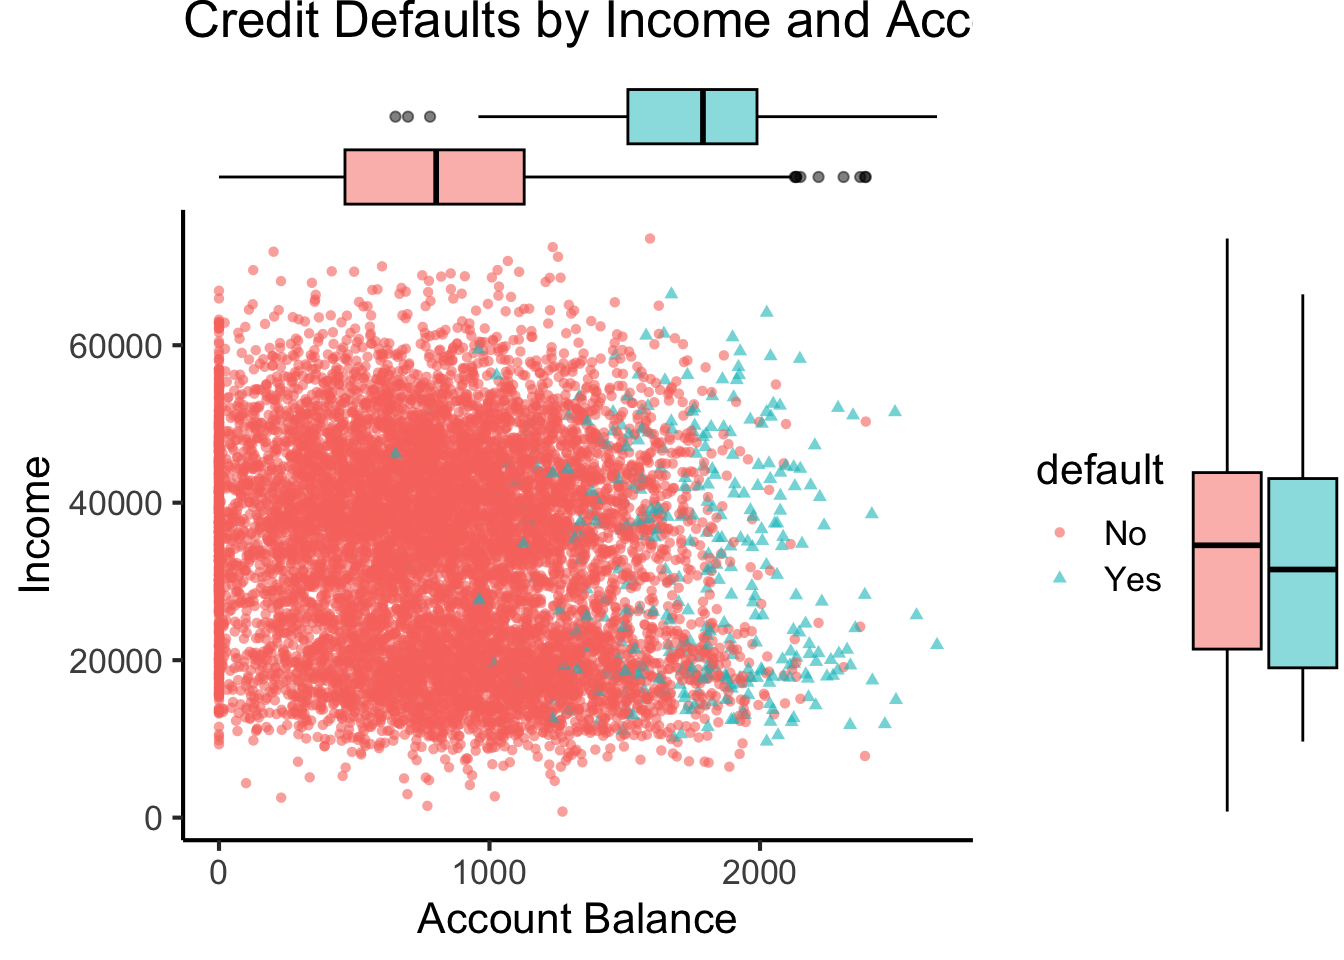 Credit Defaults by Income and Acc
60000
40000
20000
0
Income
0 1000 2000
Account Balance
default
No
Yes